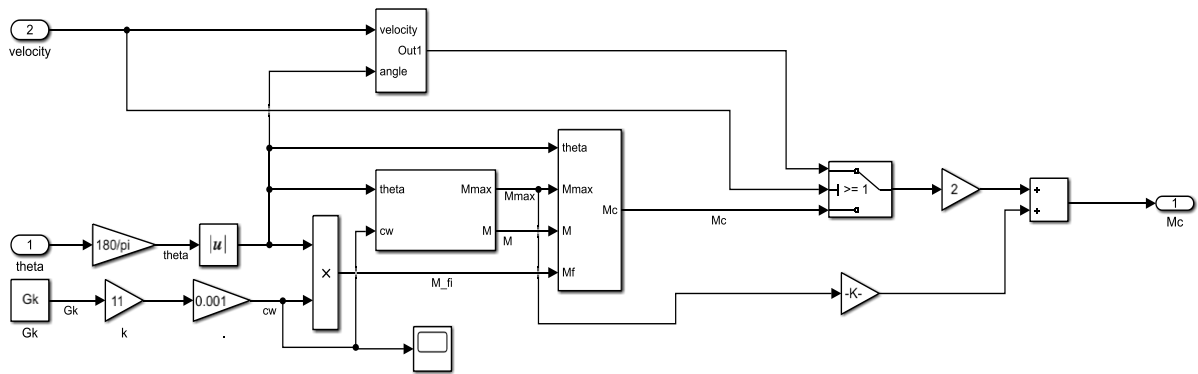 2
velocity
velocity
Out1
angle
theta
Mmax
M
Mf
Mc
theta
cw
Mmax
M
Mmax
M
Mc
>= 1
2
+
+
1
Mc
1
theta
180/pi
theta
|u|
×
M_fi
-K-
Gk
Gk
Gk
11
k
0.001
.
cw